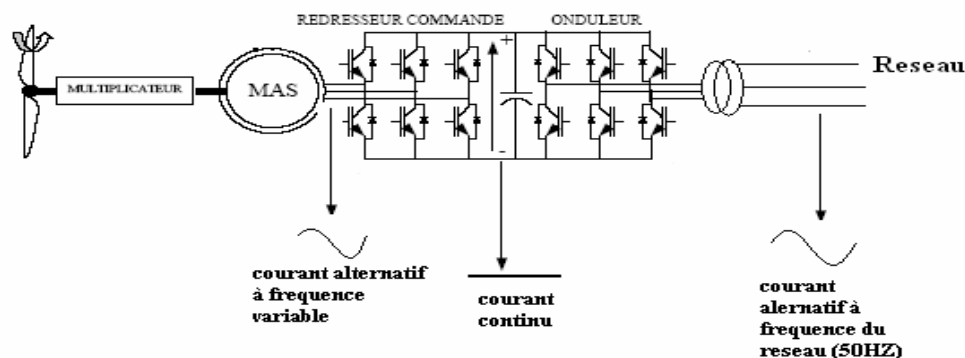 REDRESSEUR COMMANDE
ONDULEUR
+
Reseau
MULTIPLICATEUR
MAS
-
courant alternatif
à frequence
variable
courant
continu
courant
alernatif à
frequence du
reseau (50HZ)